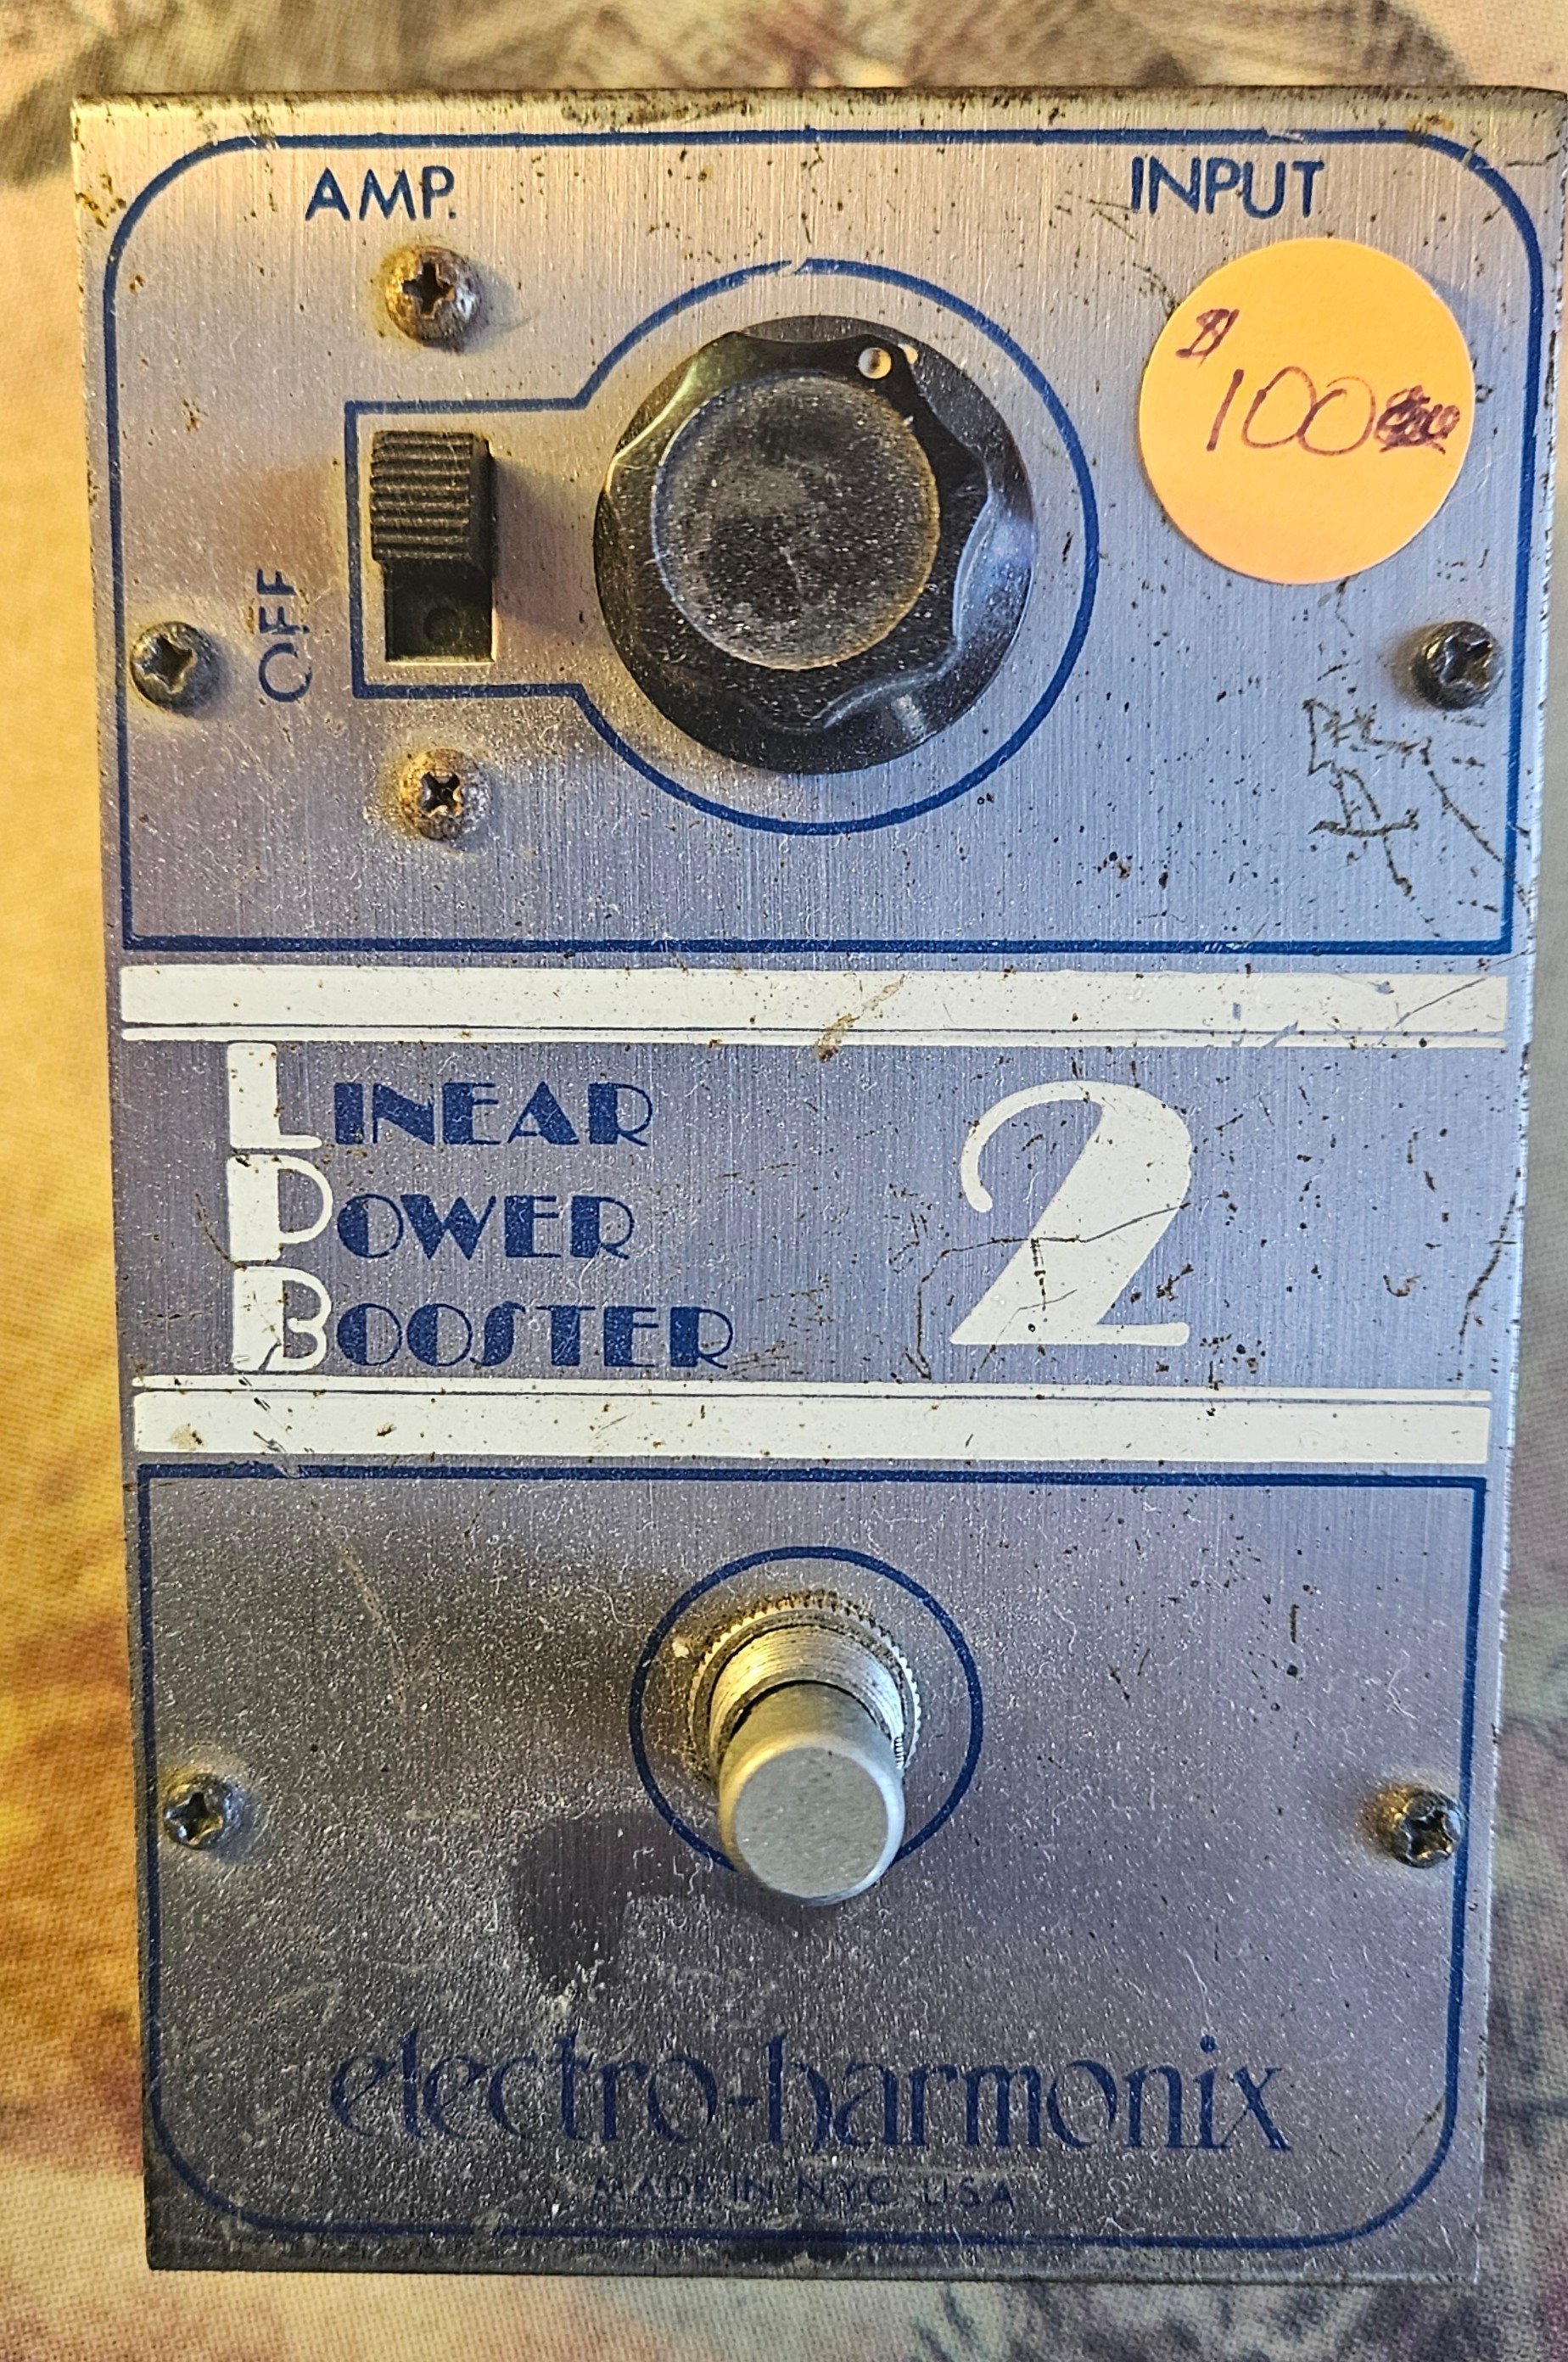 AMP.
INPUT
$100
OFF
LINEAR
POWER
BOOSTER
2
electro-harmonix
MADE IN NYC USA